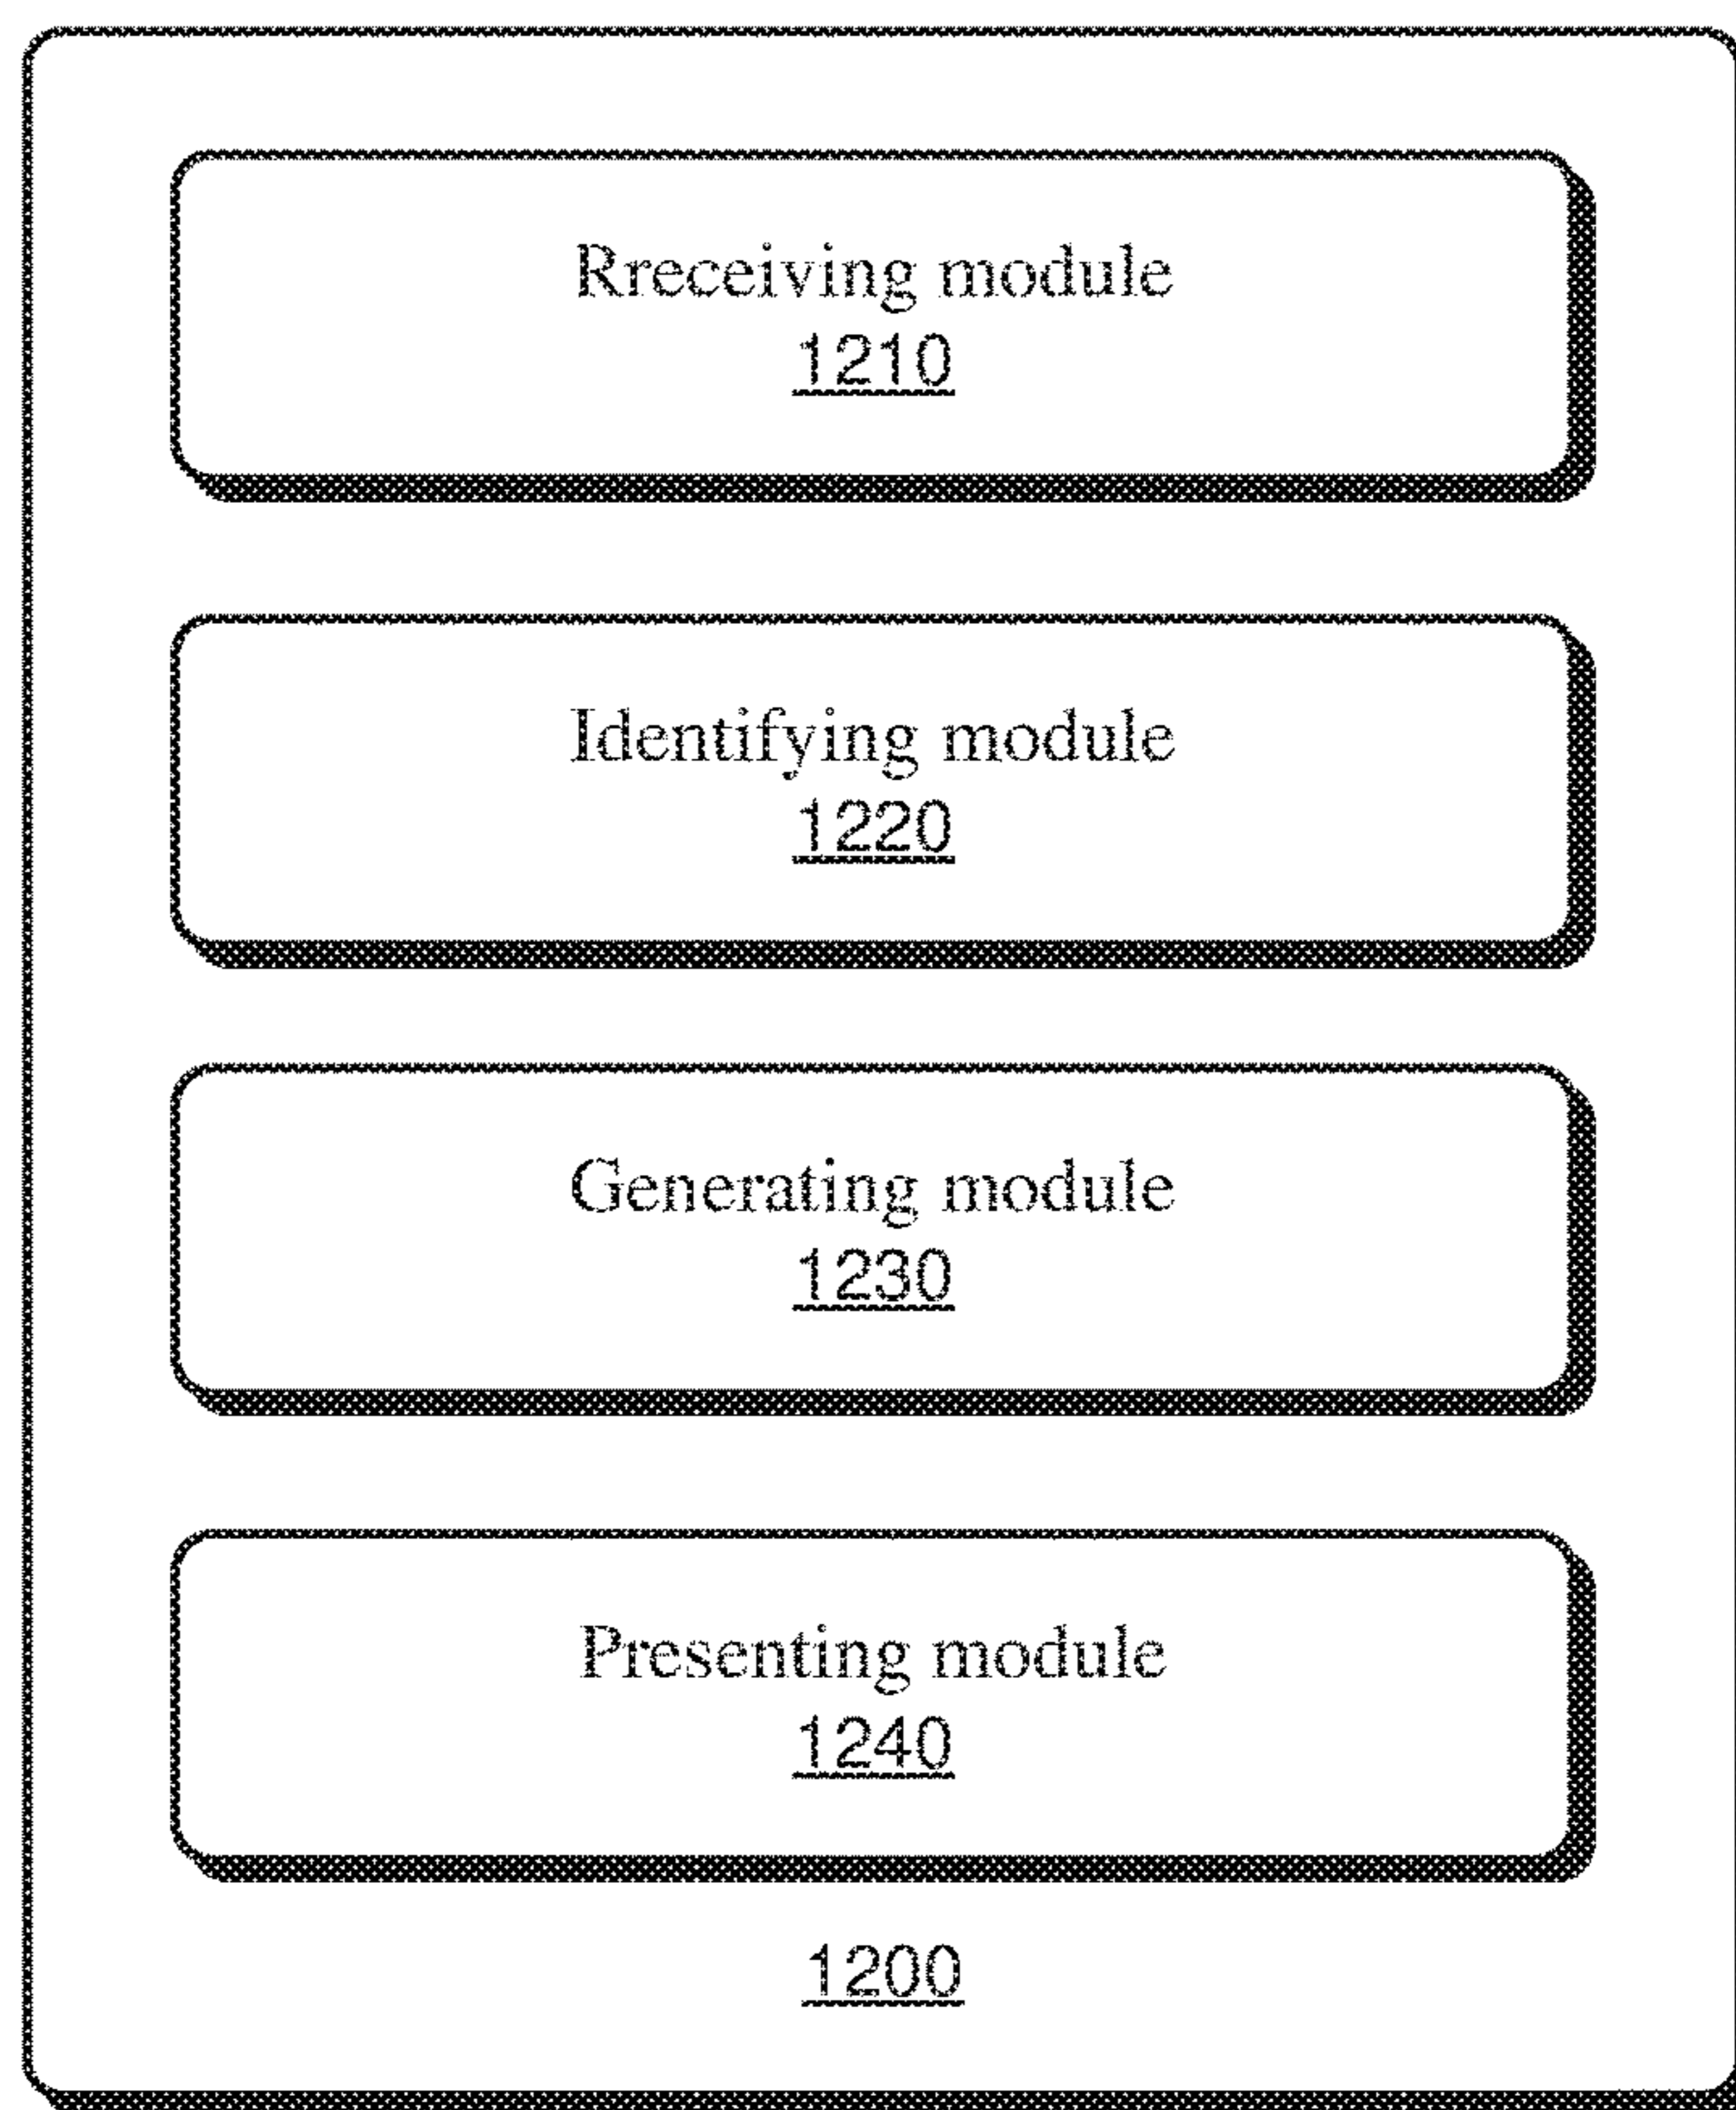 Rreceiving module
1210
Identifying module
1220
Generating module
1230
Presenting module
1240
1200